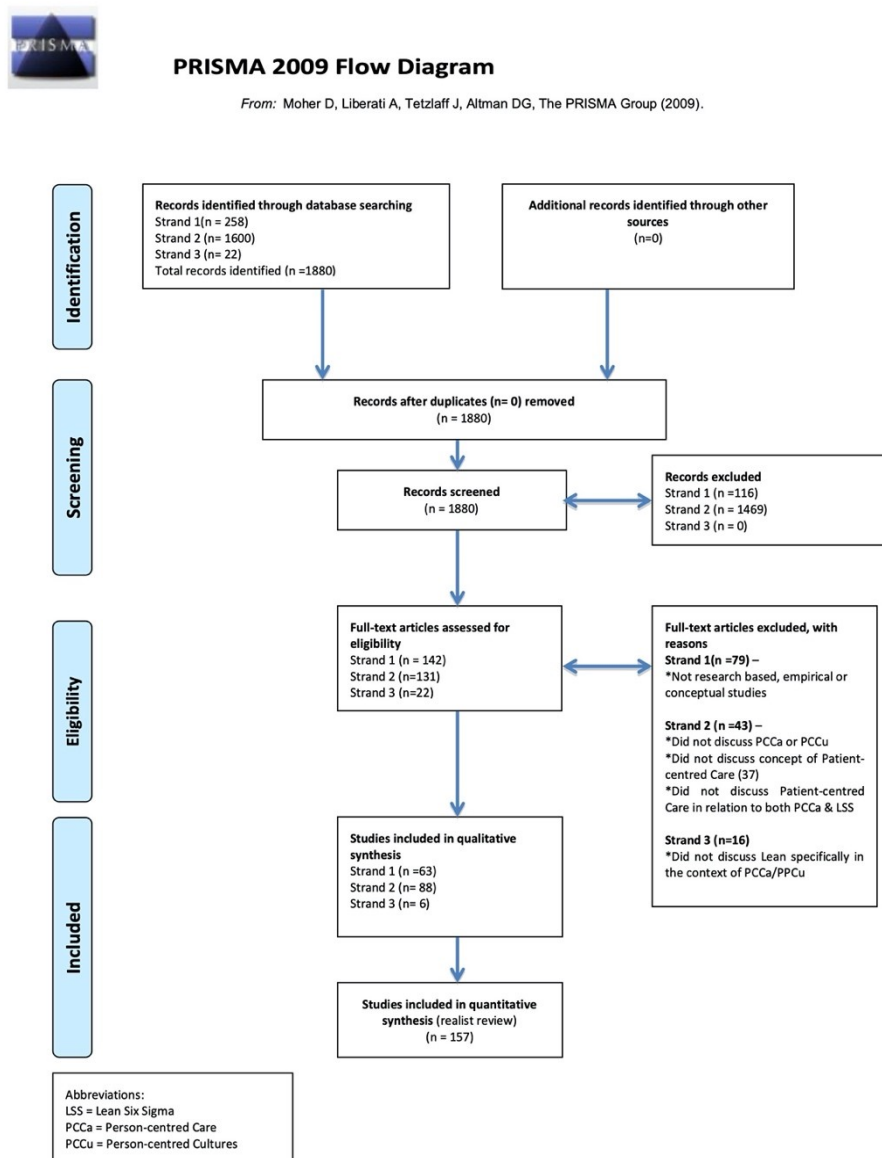 PRISMA
PRISMA 2009 Flow Diagram
From: Moher D, Liberati A, Tetzlaff J, Altman DG, The PRISMA Group (2009).
Identification
Records identified through database searching
Strand 1(n = 258)
Strand 2 (n= 1600)
Strand 3 (n= 22)
Total records identified (n =1880)
Additional records identified through other
sources
(n=0)
Screening
Records after duplicates (n= 0) removed
(n = 1880)
Records screened
(n = 1880)
Records excluded
Strand 1 (n =116)
Strand 2 (n = 1469)
Strand 3 (n = 0)
Eligibility
Full-text articles assessed for
eligibility
Strand 1 (n = 142)
Strand 2 (n=131)
Strand 3 (n=22)
Full-text articles excluded, with
reasons
Strand 1(n =79) –
*Not research based, empirical or
conceptual studies
Strand 2 (n =43) –
*Did not discuss PCCa or PCCu
*Did not discuss concept of Patient-
centred Care (37)
*Did not discuss Patient-centred
Care in relation to both PCCa & LSS
Strand 3 (n=16)
*Did not discuss Lean specifically in
the context of PCCa/PPCu
Included
Studies included in qualitative
synthesis
Strand 1 (n =63)
Strand 2 (n= 88)
Strand 3 (n= 6)
Studies included in quantitative
synthesis (realist review)
(n = 157)
Abbreviations:
LSS = Lean Six Sigma
PCCa = Person-centred Care
PCCu = Person-centred Cultures